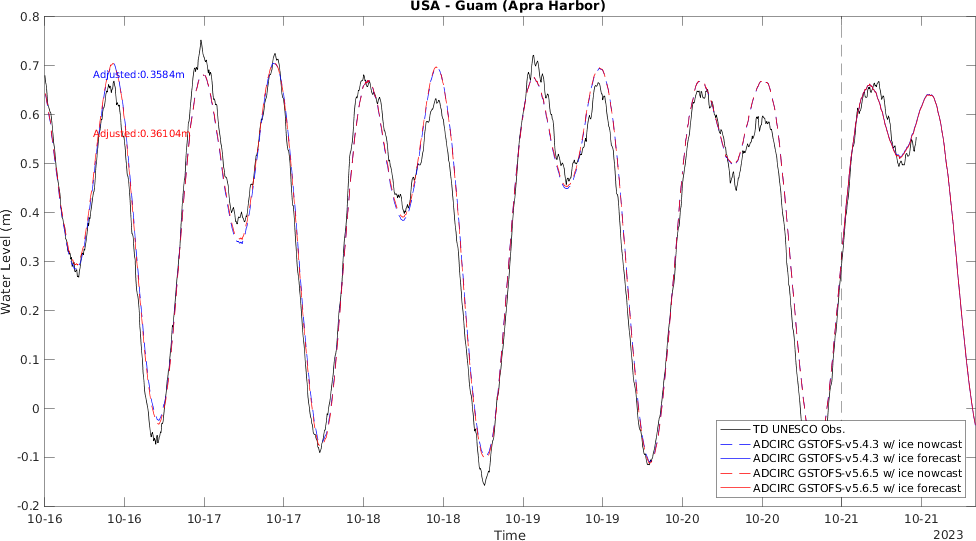 USA - Guam (Apra Harbor)
0.8
0.7
0.6
0.5
0.4
0.3
0.2
0.1
0
-0.1
-0.2
Water Level (m)
Adjusted:0.3584m
Adjusted:0.36104m
TD UNESCO Obs.
ADCIRC GSTOFS-v5.4.3 w/ ice nowcast
ADCIRC GSTOFS-v5.4.3 w/ ice forecast
ADCIRC GSTOFS-v5.6.5 w/ ice nowcast
ADCIRC GSTOFS-v5.6.5 w/ ice forecast
10-16 10-16 10-17 10-17 10-18 10-18 10-19 10-19 10-20 10-20 10-21 10-21
Time
2023